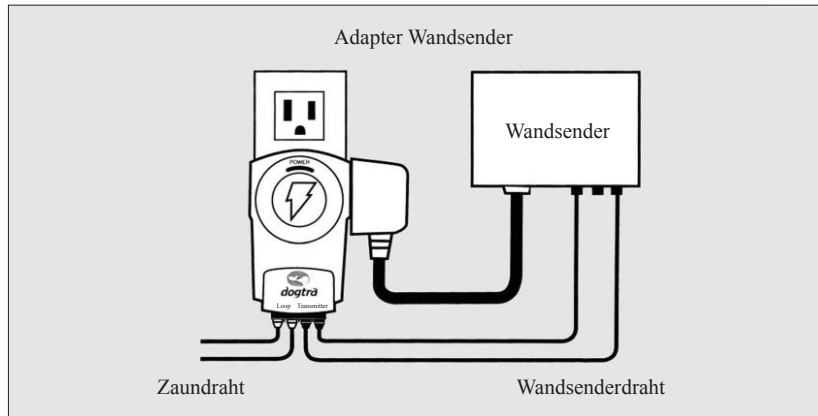 Adapter Wandsender
Wandsender
POWER
dogtra
Loop Transmitter
Zaundraht Wandsenderdraht